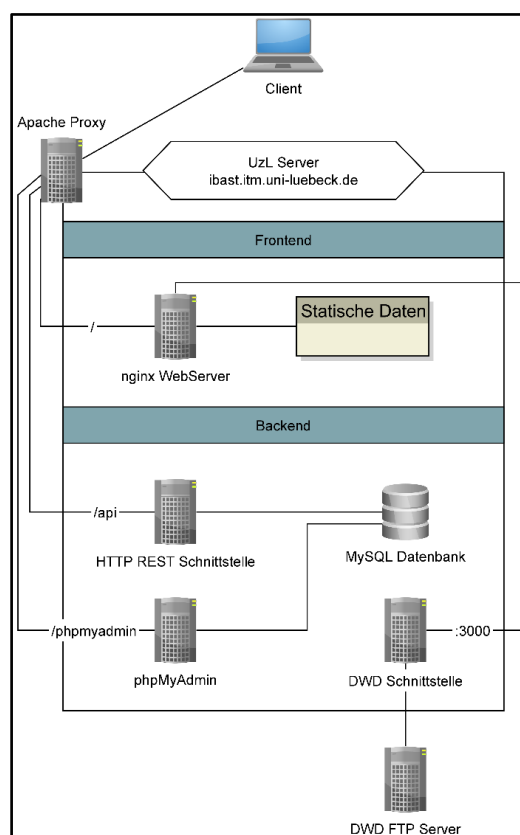 Client
Apache Proxy
UzL Server
ibast.itm.uni-luebeck.de
Frontend
Statische Daten
/
nginx WebServer
Backend
/api
HTTP REST Schnittstelle
MySQL Datenbank
/phpmyadmin
:3000
phpMyAdmin
DWD Schnittstelle
DWD FTP Server